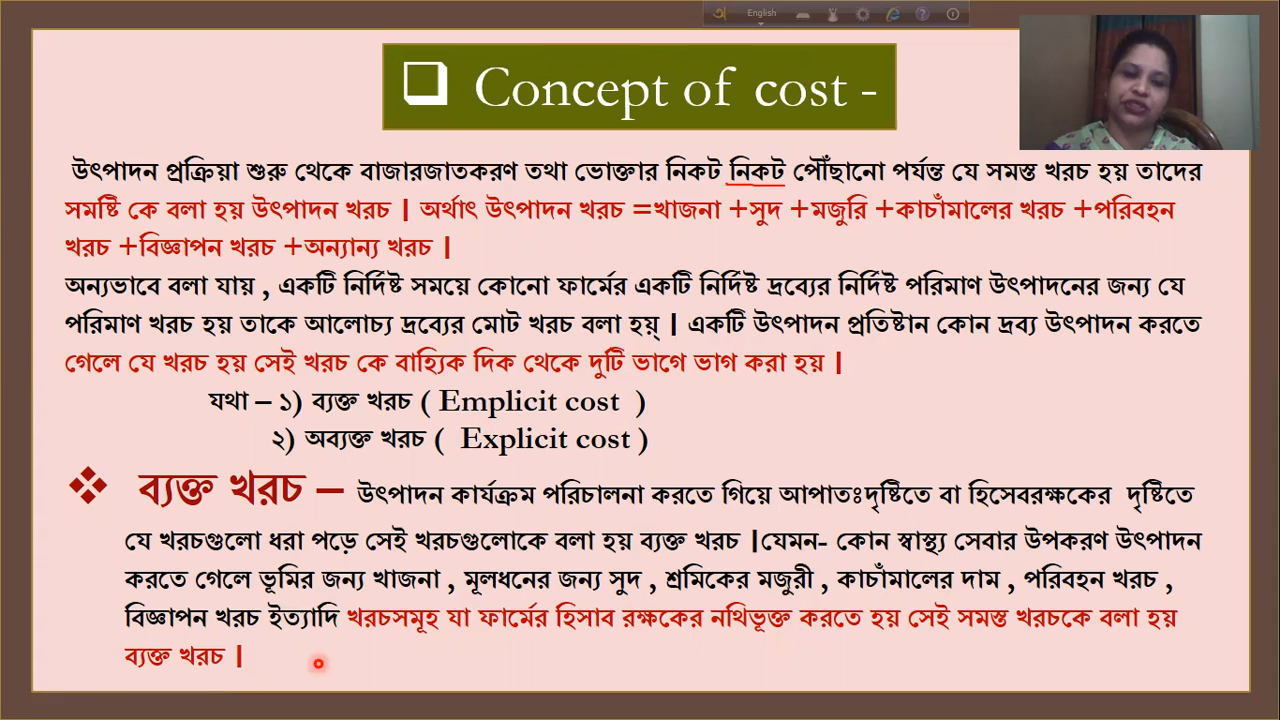 English
Concept of cost -
উৎপাদন প্রক্রিয়া শুরু থেকে বাজারজাতকরণ তথা ভোক্তার নিকট নিকট পৌঁছানো পর্যন্ত যে সমস্ত খরচ হয় তাদের
সমষ্টি কে বলা হয় উৎপাদন খরচ | অর্থাৎ উৎপাদন খরচ =খাজনা +সুদ +মজুরি +কাচাঁমালের খরচ +পরিবহন
খরচ +বিজ্ঞাপন খরচ +অন্যান্য খরচ |
অন্যভাবে বলা যায় , একটি নির্দিষ্ট সময়ে কোনো ফার্মের একটি নির্দিষ্ট দ্রব্যের নির্দিষ্ট পরিমাণ উৎপাদনের জন্য যে
পরিমাণ খরচ হয় তাকে আলোচ্য দ্রব্যের মোট খরচ বলা হয়্ | একটি উৎপাদন প্রতিষ্টান কোন দ্রব্য উৎপাদন করতে
গেলে যে খরচ হয় সেই খরচ কে বাহ্যিক দিক থেকে দুটি ভাগে ভাগ করা হয় |
যথা – ১) ব্যক্ত খরচ ( Emplicit cost )
২) অব্যক্ত খরচ ( Explicit cost )
ব্যক্ত খরচ – উৎপাদন কার্যক্রম পরিচালনা করতে গিয়ে আপাতঃদৃষ্টিতে বা হিসেবরক্ষকের দৃষ্টিতে
যে খরচগুলো ধরা পড়ে সেই খরচগুলোকে বলা হয় ব্যক্ত খরচ |যেমন- কোন স্বাস্থ্য সেবার উপকরণ উৎপাদন
করতে গেলে ভূমির জন্য খাজনা , মূলধনের জন্য সুদ , শ্রমিকের মজুরী , কাচাঁমালের দাম , পরিবহন খরচ ,
বিজ্ঞাপন খরচ ইত্যাদি খরচসমূহ যা ফার্মের হিসাব রক্ষকের নথিভূক্ত করতে হয় সেই সমস্ত খরচকে বলা হয়
ব্যক্ত খরচ |